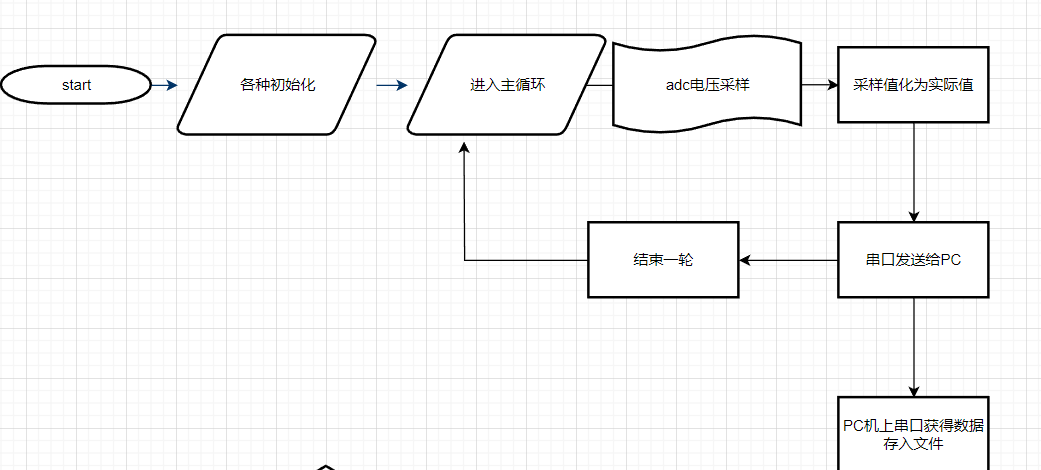 start
各种初始化
进入主循环
adc电压采样
采样值化为实际值
结束一轮
串口发送给PC
PC机上串口获得数据
存入文件